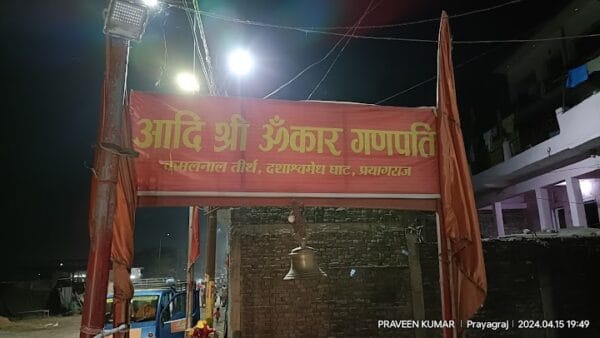 आदि श्री ॐकार गणपति
कमलनाल तीर्थ, दशाश्वमेध घाट, प्रयागराज
PRAVEEN KUMAR | Prayagraj | 2024.04.15 19:49